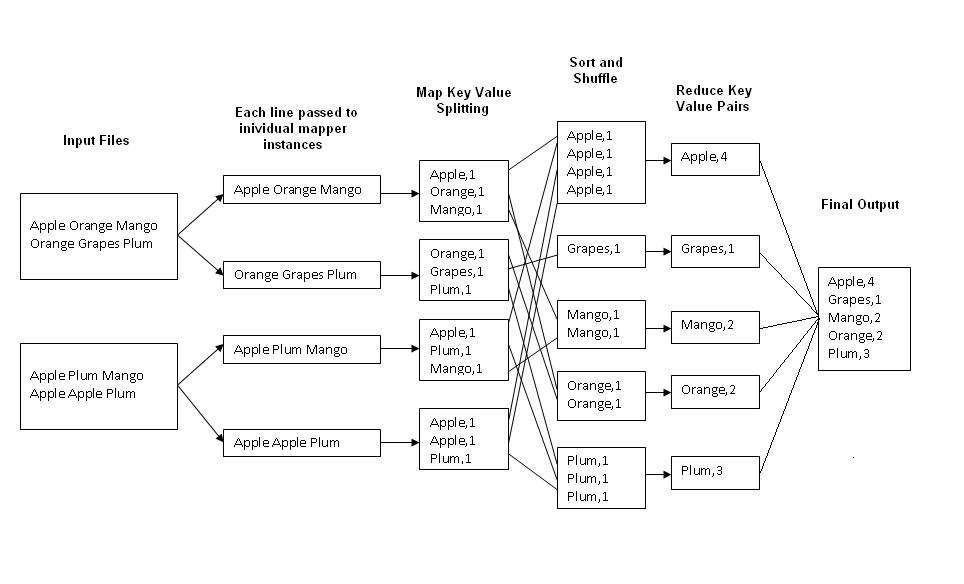 Input Files
Apple Orange Mango
Orange Grapes Plum
Apple Plum Mango
Apple Apple Plum
Each line passed to
inividual mapper
instances
Apple Orange Mango
Orange Grapes Plum
Apple Plum Mango
Apple Apple Plum
Map Key Value
Splitting
Apple,1
Orange,1
Mango,1
Orange,1
Grapes,1
Plum,1
Apple,1
Plum,1
Mango,1
Apple,1
Apple,1
Plum,1
Sort and
Shuffle
Apple,1
Apple,1
Apple,1
Apple,1
Grapes,1
Mango,1
Mango,1
Orange,1
Orange,1
Plum,1
Plum,1
Plum,1
Reduce Key
Value Pairs
Apple,4
Grapes,1
Mango,2
Orange,2
Plum,3
Final Output
Apple,4
Grapes,1
Mango,2
Orange,2
Plum,3